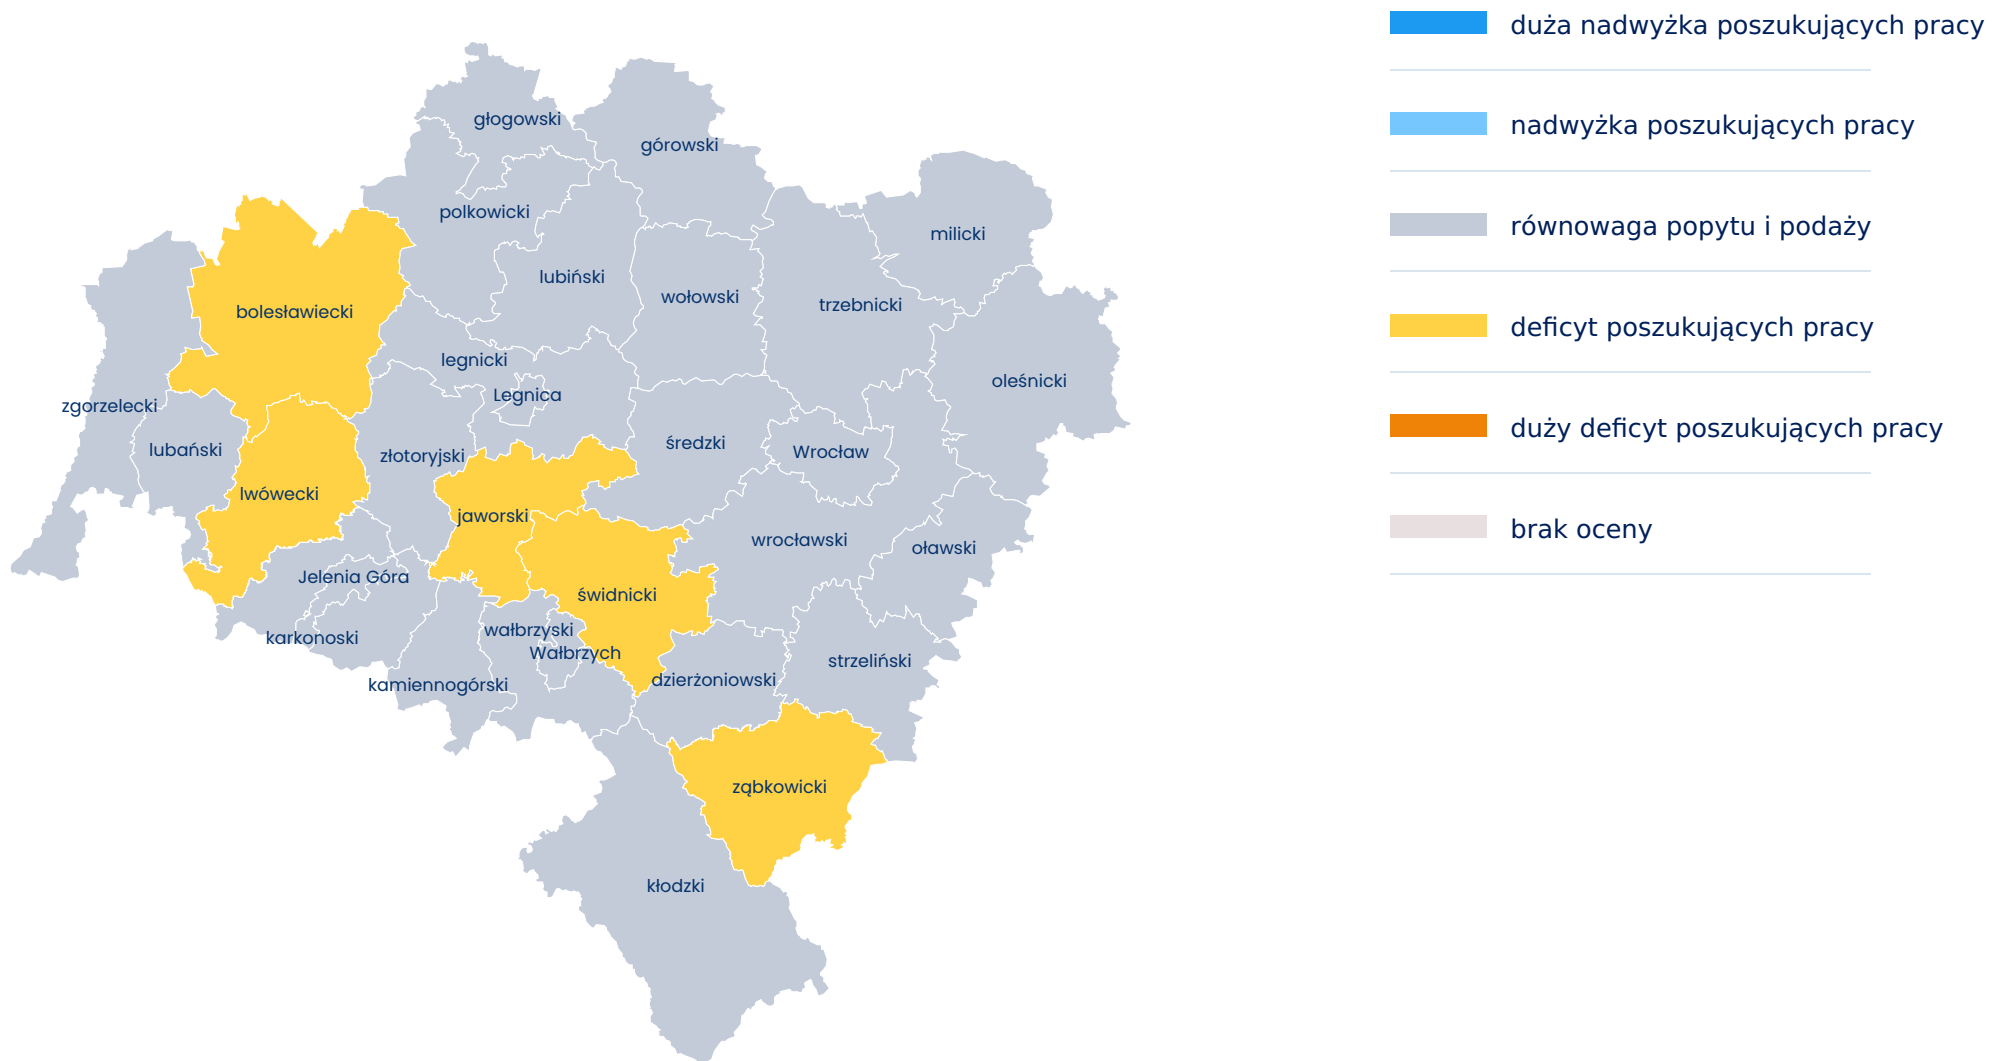 głogowski
górowski
polkowicki
milicki
lubiński
wołowski
trzebnicki
bolesławiecki
legnicki
Legnica
oleśnicki
zgorzelecki
lubański
złotoryjski
średzki
Wrocław
lwówecki
jaworski
wrocławski
oławski
Jelenia Góra
świdnicki
karkonoski
wałbrzyski
Wałbrzych
strzeliński
kamiennogórski
dzierżoniowski
ząbkowicki
kłodzki
duża nadwyżka poszukujących pracy
nadwyżka poszukujących pracy
równowaga popytu i podaży
deficyt poszukujących pracy
duży deficyt poszukujących pracy
brak oceny